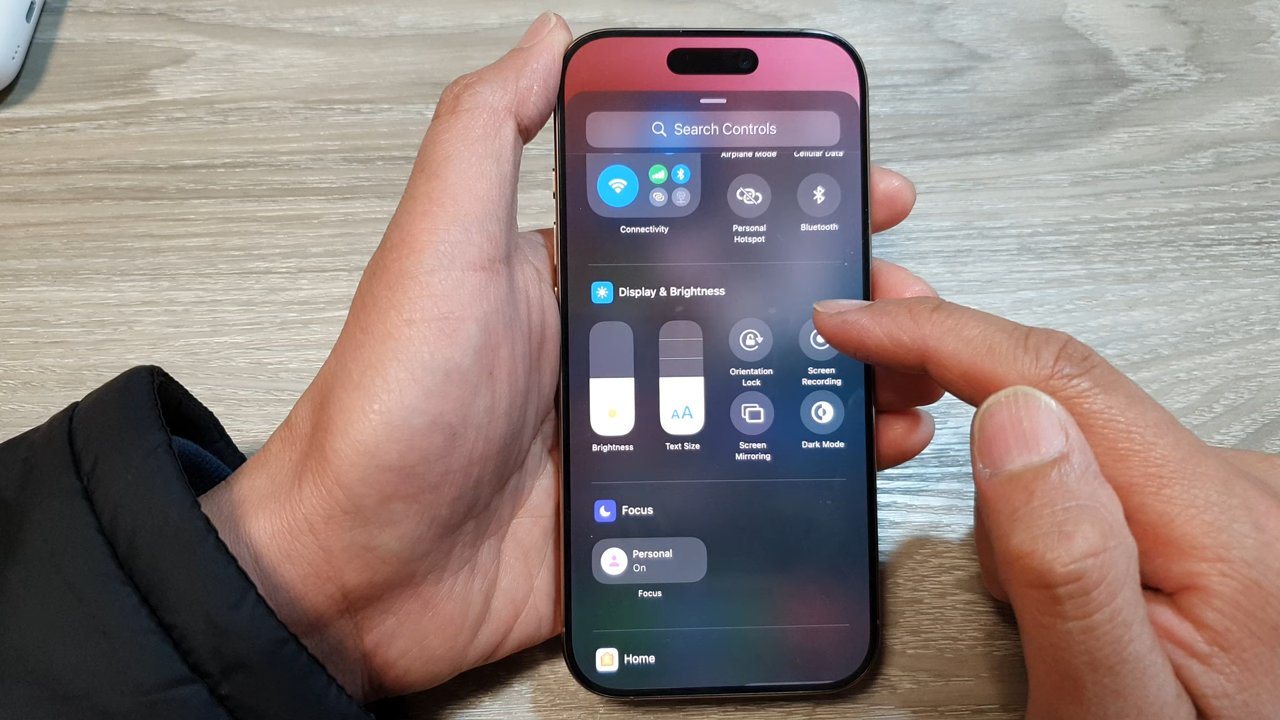 Search Controls
Airplane Mode
Cellular Data
Connectivity
Personal
Hotspot
Bluetooth
Display & Brightness
AA
Brightness
Text Size
Orientation
Lock
Screen
Recording
Screen
Mirroring
Dark Mode
Focus
Personal
On
Focus
Home